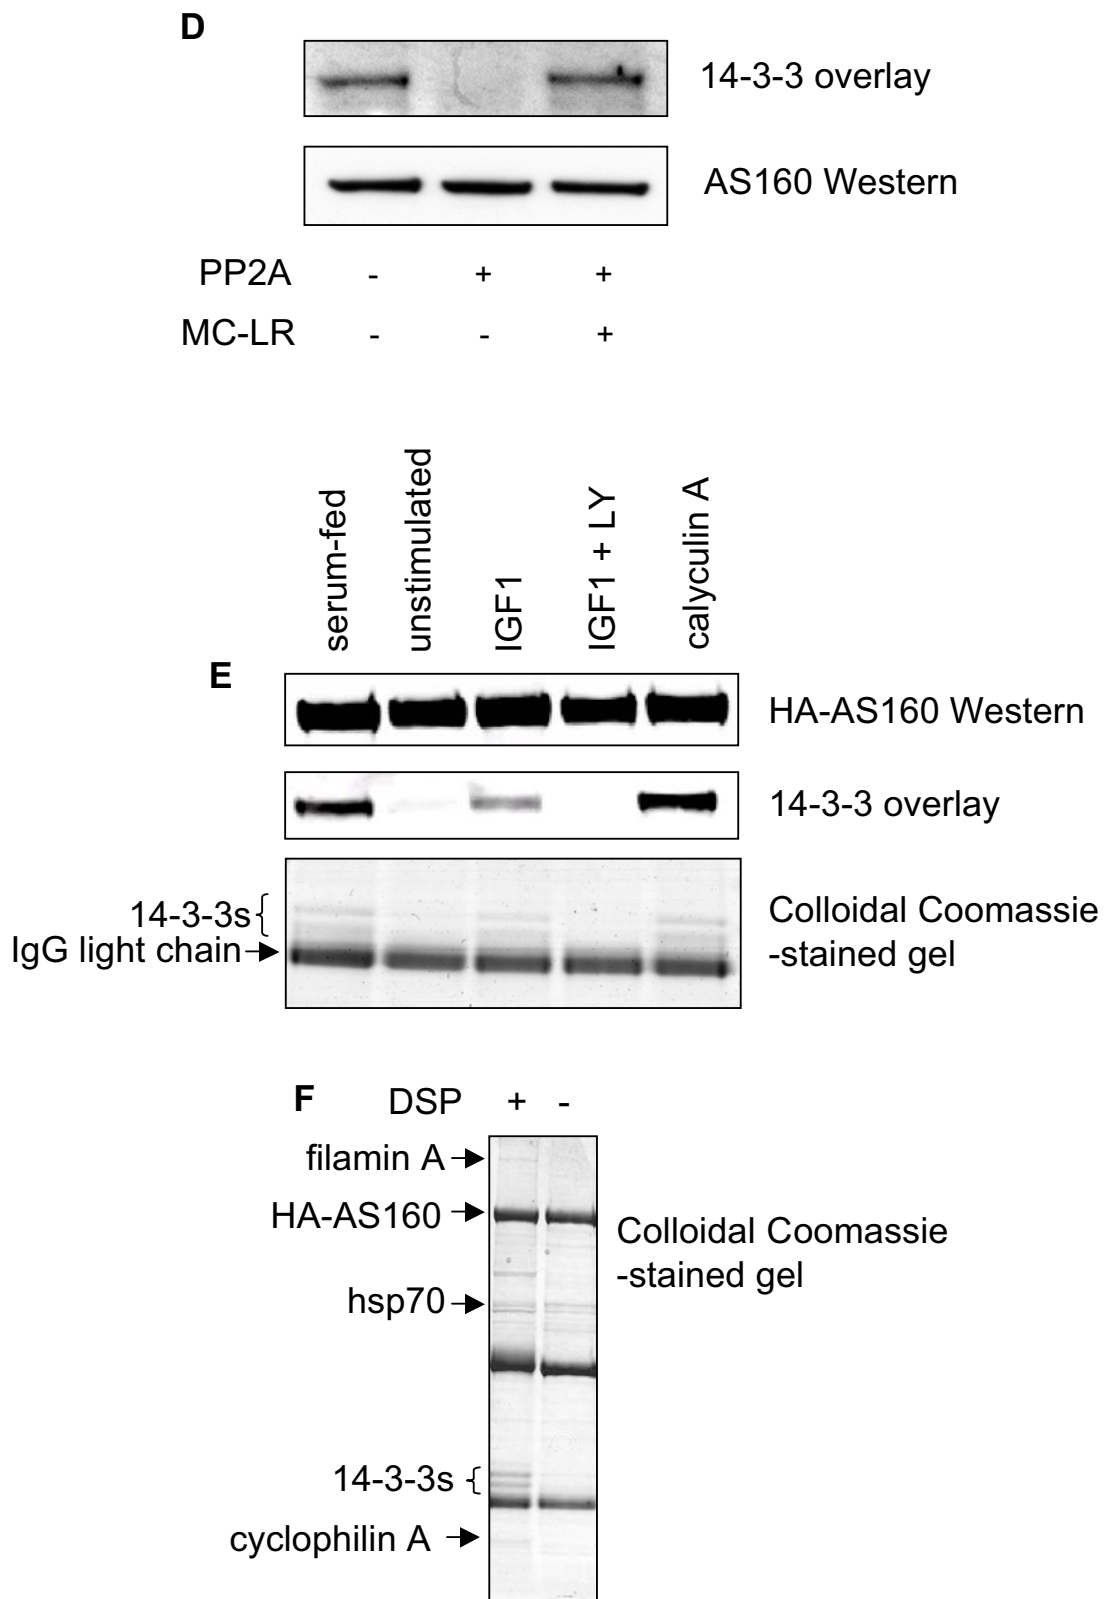 D
14-3-3 overlay
AS160 Western
PP2A - + +
MC-LR - - +
serum-fed
unstimulated
IGF1
IGF1 + LY
calyculin A
E
HA-AS160 Western
14-3-3 overlay
14-3-3s
IgG light chain
Colloidal Coomassie
-stained gel
F DSP + -
filamin A
HA-AS160
Colloidal Coomassie
-stained gel
hsp70
14-3-3s
cyclophilin A